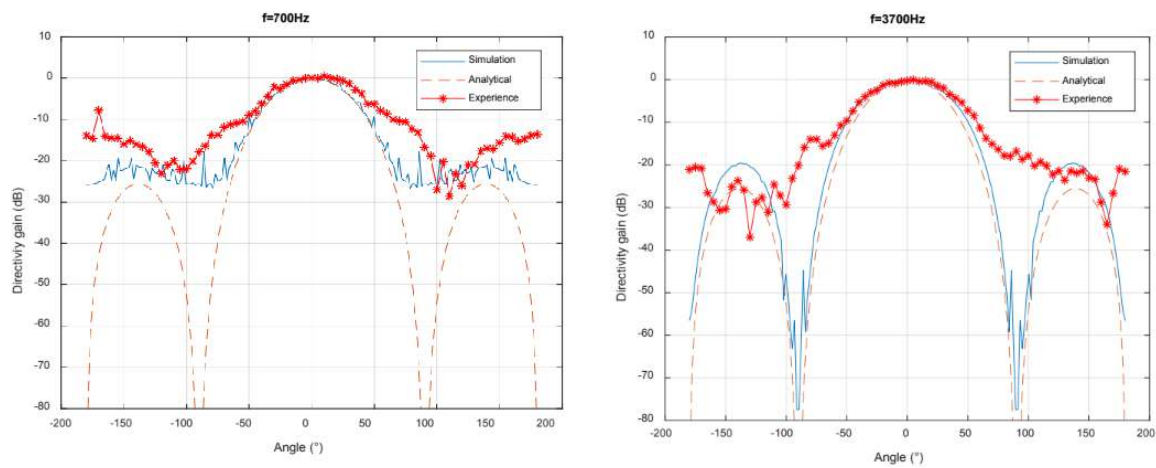 f=700Hz
10
0
-10
-20
-30
-40
-50
-60
-70
-80
-200 -150 -100 -50 0 50 100 150 200
Directivity gain (dB)
Angle (°)
Simulation
Analytical
Experience
f=3700Hz
10
0
-10
-20
-30
-40
-50
-60
-70
-80
-200 -150 -100 -50 0 50 100 150 200
Directivity gain (dB)
Angle (°)
Simulation
Analytical
Experience